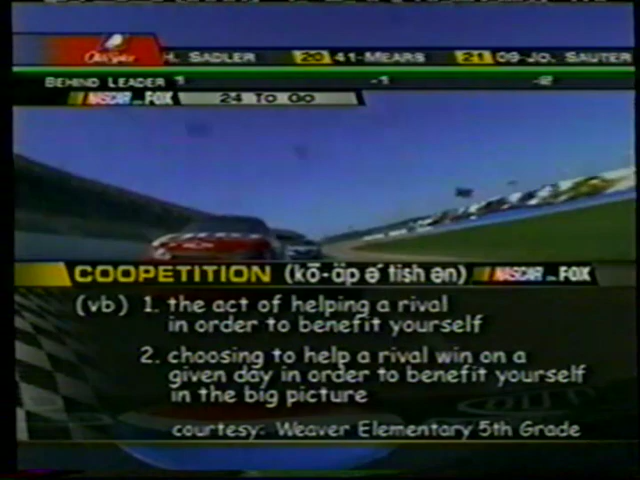 H. SADLER 20 41-MEARS 21 09-JO. SAUTER
BEHIND LEADER 1 -1 -2
NASCAR ON FOX 24 TO GO
COOPETITION (kō-äp ə tish ən) NASCAR ON FOX
(vb) 1. the act of helping a rival
in order to benefit yourself
2. choosing to help a rival win on a
given day in order to benefit yourself
in the big picture
courtesy: Weaver Elementary 5th Grade